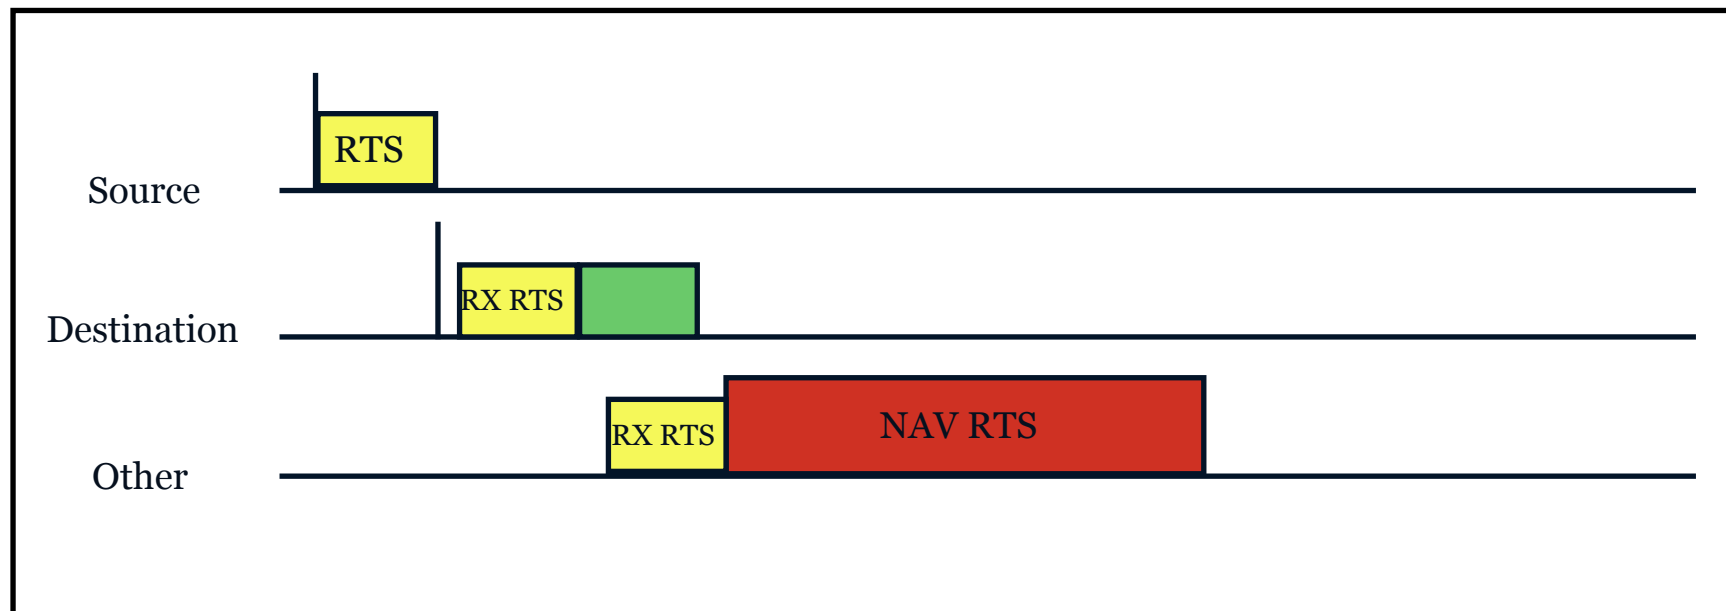 RTS
Source
RX RTS
Destination
RX RTS
NAV RTS
Other